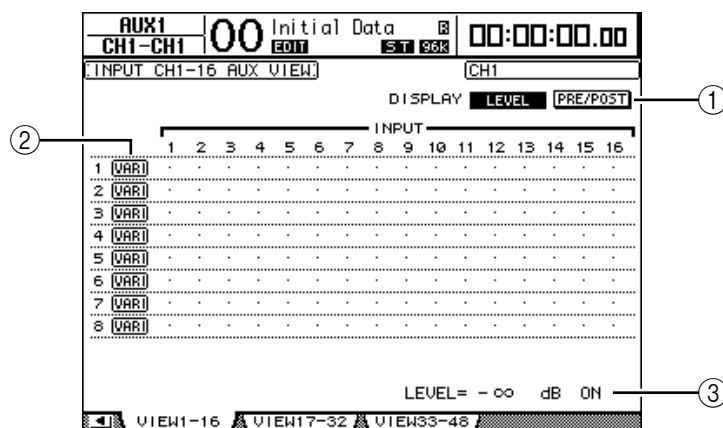 AUX1
CH1-CH1
00 Initial Data
EDIT ST 96K
00:00:00.00
INPUT CH1-16 AUX VIEW
CH1
DISPLAY LEVEL PRE/POST
①
②
INPUT
1 2 3 4 5 6 7 8 9 10 11 12 13 14 15 16
1 VARI
2 VARI
3 VARI
4 VARI
5 VARI
6 VARI
7 VARI
8 VARI
LEVEL= -∞ dB ON
③
VIEW1-16 VIEW17-32 VIEW33-48